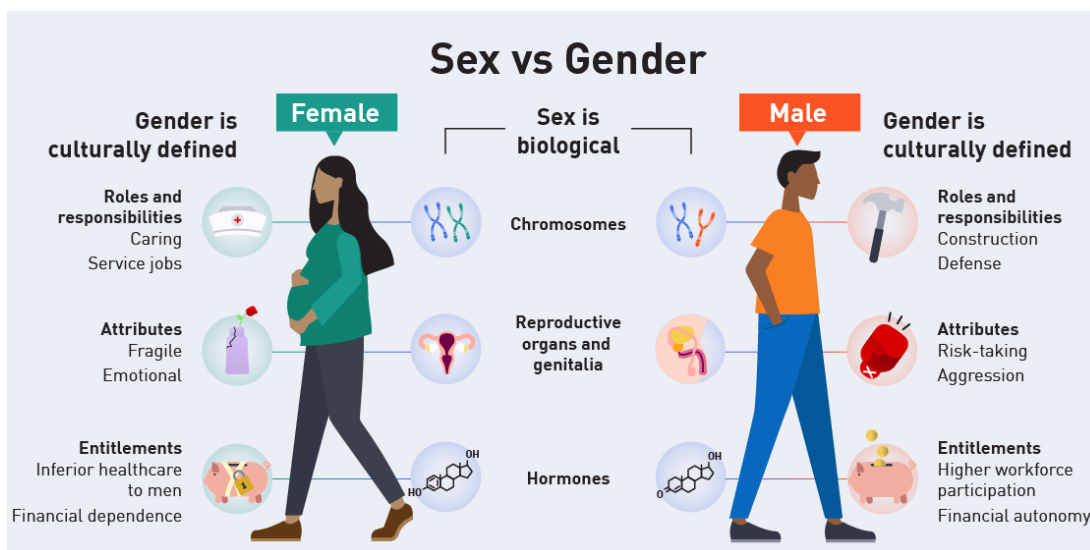 Sex vs Gender
Female
Male
Gender is
culturally defined
Sex is
biological
Gender is
culturally defined
Roles and
responsibilities
Caring
Service jobs
Chromosomes
Roles and
responsibilities
Construction
Defense
Attributes
Fragile
Emotional
Reproductive
organs and
genitalia
Attributes
Risk-taking
Aggression
Entitlements
Inferior healthcare
to men
Financial dependence
OH
HO
Hormones
OH
O
Entitlements
Higher workforce
participation
Financial autonomy